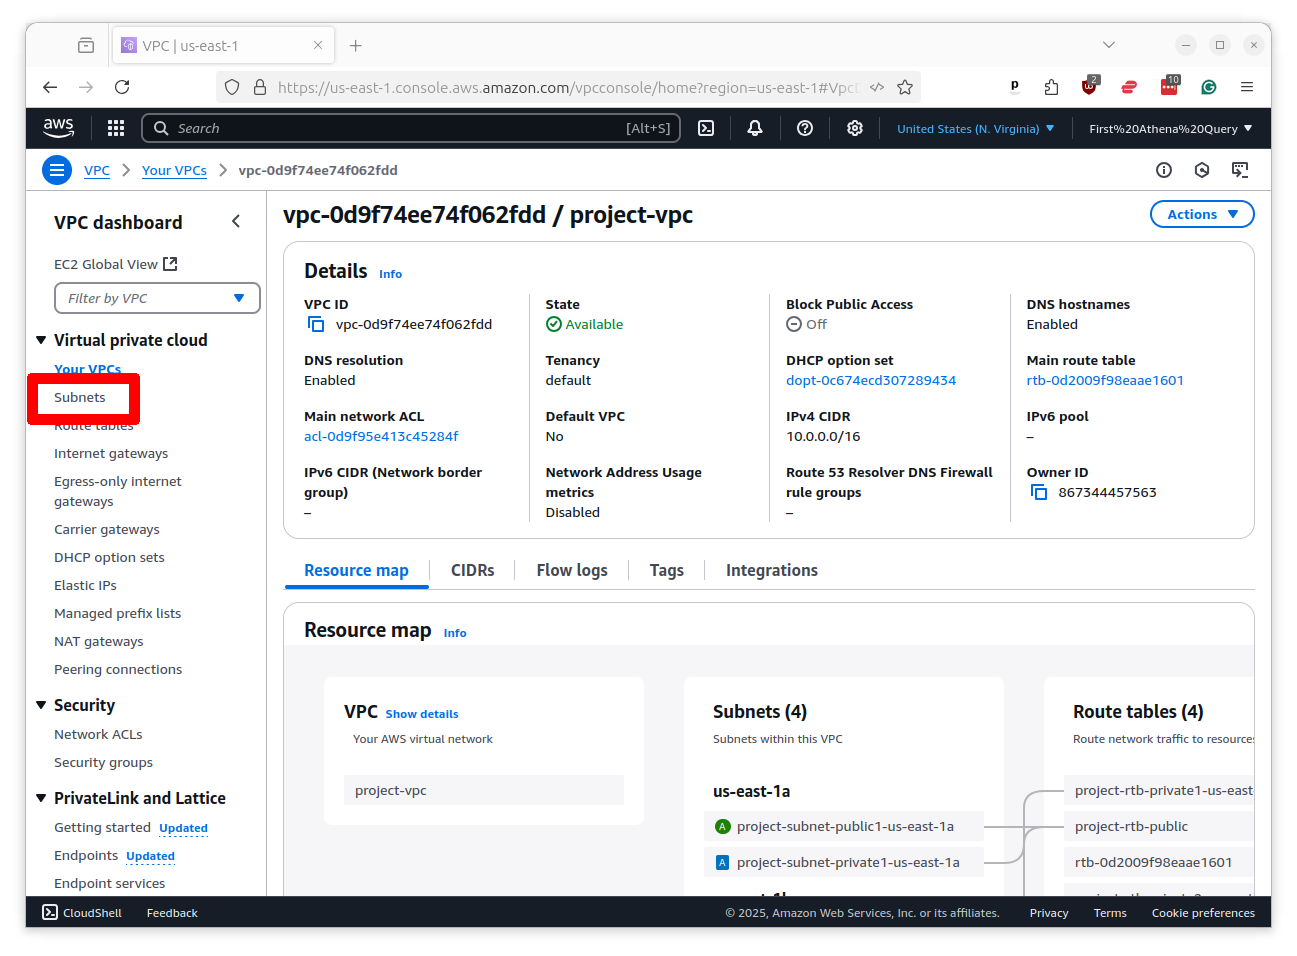 VPC | us-east-1
https://us-east-1.console.aws.amazon.com/vpcconsole/home?region=us-east-1#Vpc
2
10
aws
Search
[Alt+S]
United States (N. Virginia)
First%20Athena%20Query
VPC
Your VPCs
vpc-0d9f74ee74f062fdd
VPC dashboard
EC2 Global View
Filter by VPC
Virtual private cloud
Your VPCs
Subnets
Route tables
Internet gateways
Egress-only internet
gateways
Carrier gateways
DHCP option sets
Elastic IPs
Managed prefix lists
NAT gateways
Peering connections
Security
Network ACLs
Security groups
PrivateLink and Lattice
Getting started Updated
Endpoints Updated
Endpoint services
vpc-0d9f74ee74f062fdd / project-vpc
Actions
Details Info
VPC ID
vpc-0d9f74ee74f062fdd
State
Available
Block Public Access
Off
DNS hostnames
Enabled
DNS resolution
Enabled
Tenancy
default
DHCP option set
dopt-0c674ecd307289434
Main route table
rtb-0d2009f98eaae1601
Main network ACL
acl-0d9f95e413c45284f
Default VPC
No
IPv4 CIDR
10.0.0.0/16
IPv6 pool
–
IPv6 CIDR (Network border
group)
–
Network Address Usage
metrics
Disabled
Route 53 Resolver DNS Firewall
rule groups
–
Owner ID
867344457563
Resource map
CIDRs
Flow logs
Tags
Integrations
Resource map Info
VPC Show details
Your AWS virtual network
project-vpc
Subnets (4)
Subnets within this VPC
us-east-1a
A project-subnet-public1-us-east-1a
A project-subnet-private1-us-east-1a
Route tables (4)
Route network traffic to resources
project-rtb-private1-us-east
project-rtb-public
rtb-0d2009f98eaae1601
CloudShell
Feedback
© 2025, Amazon Web Services, Inc. or its affiliates.
Privacy
Terms
Cookie preferences